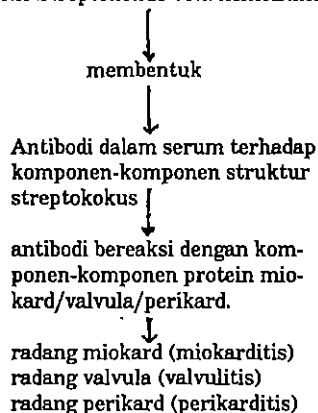 membentuk
Antibodi dalam serum terhadap
komponen-komponen struktur
streptokokus
antibodi bereaksi dengan kom-
ponen-komponen protein mio-
kard/valvula/perikard.
radang miokard (miokarditis)
radang valvula (valvulitis)
radang perikard (perikarditis)